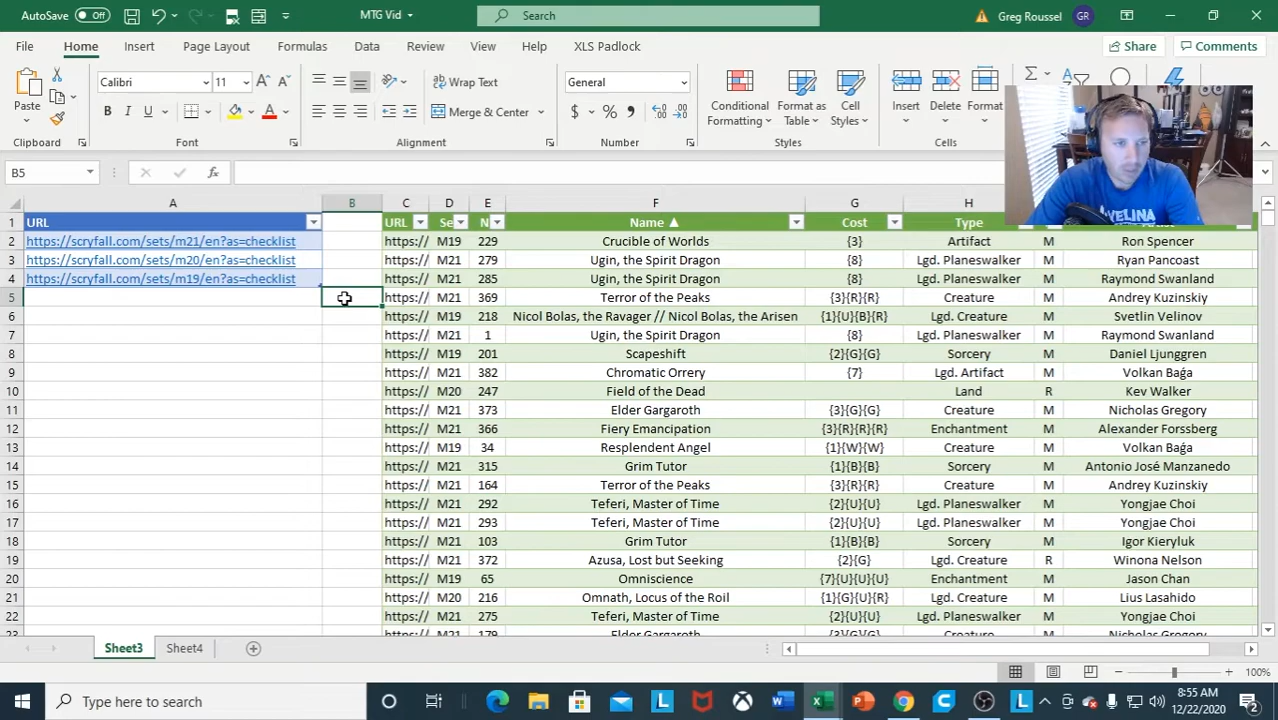 AutoSave Off MTG Vid Search Greg Roussel GR
File Home Insert Page Layout Formulas Data Review View Help XLS Padlock Share Comments
Paste Calibri 11 Wrap Text General Conditional Formatting Format as Table Cell Styles Insert Delete Format
B I U Merge & Center $ % ,
Clipboard Font Alignment Number Styles Cells
B5 fx
A B C D E F G H
1 URL URL Se N Name ▲ Cost Type
2 https://scryfall.com/sets/m21/en?as=checklist https:// M19 229 Crucible of Worlds {3} Artifact M Ron Spencer
3 https://scryfall.com/sets/m20/en?as=checklist https:// M21 279 Ugin, the Spirit Dragon {8} Lgd. Planeswalker M Ryan Pancoast
4 https://scryfall.com/sets/m19/en?as=checklist https:// M21 285 Ugin, the Spirit Dragon {8} Lgd. Planeswalker M Raymond Swanland
5 https:// M21 369 Terror of the Peaks {3}{R}{R} Creature M Andrey Kuzinskiy
6 https:// M19 218 Nicol Bolas, the Ravager // Nicol Bolas, the Arisen {1}{U}{B}{R} Lgd. Creature M Svetlin Velinov
7 https:// M21 1 Ugin, the Spirit Dragon {8} Lgd. Planeswalker M Raymond Swanland
8 https:// M19 201 Scapeshift {2}{G}{G} Sorcery M Daniel Ljunggren
9 https:// M21 382 Chromatic Orrery {7} Lgd. Artifact M Volkan Baǵa
10 https:// M20 247 Field of the Dead Land R Kev Walker
11 https:// M21 373 Elder Gargaroth {3}{G}{G} Creature M Nicholas Gregory
12 https:// M21 366 Fiery Emancipation {3}{R}{R}{R} Enchantment M Alexander Forssberg
13 https:// M19 34 Resplendent Angel {1}{W}{W} Creature M Volkan Baǵa
14 https:// M21 315 Grim Tutor {1}{B}{B} Sorcery M Antonio José Manzanedo
15 https:// M21 164 Terror of the Peaks {3}{R}{R} Creature M Andrey Kuzinskiy
16 https:// M21 292 Teferi, Master of Time {2}{U}{U} Lgd. Planeswalker M Yongjae Choi
17 https:// M21 293 Teferi, Master of Time {2}{U}{U} Lgd. Planeswalker M Yongjae Choi
18 https:// M21 103 Grim Tutor {1}{B}{B} Sorcery M Igor Kieryluk
19 https:// M21 372 Azusa, Lost but Seeking {2}{G} Lgd. Creature R Winona Nelson
20 https:// M19 65 Omniscience {7}{U}{U}{U} Enchantment M Jason Chan
21 https:// M20 216 Omnath, Locus of the Roil {1}{G}{U}{R} Lgd. Creature M Lius Lasahido
22 https:// M21 275 Teferi, Master of Time {2}{U}{U} Lgd. Planeswalker M Yongjae Choi
23 https:// M21 179 Elder Gargaroth {3}{G}{G} Creature M Nicholas Gregory
Sheet3 Sheet4
100%
Type here to search 8:55 AM
12/22/2020 2